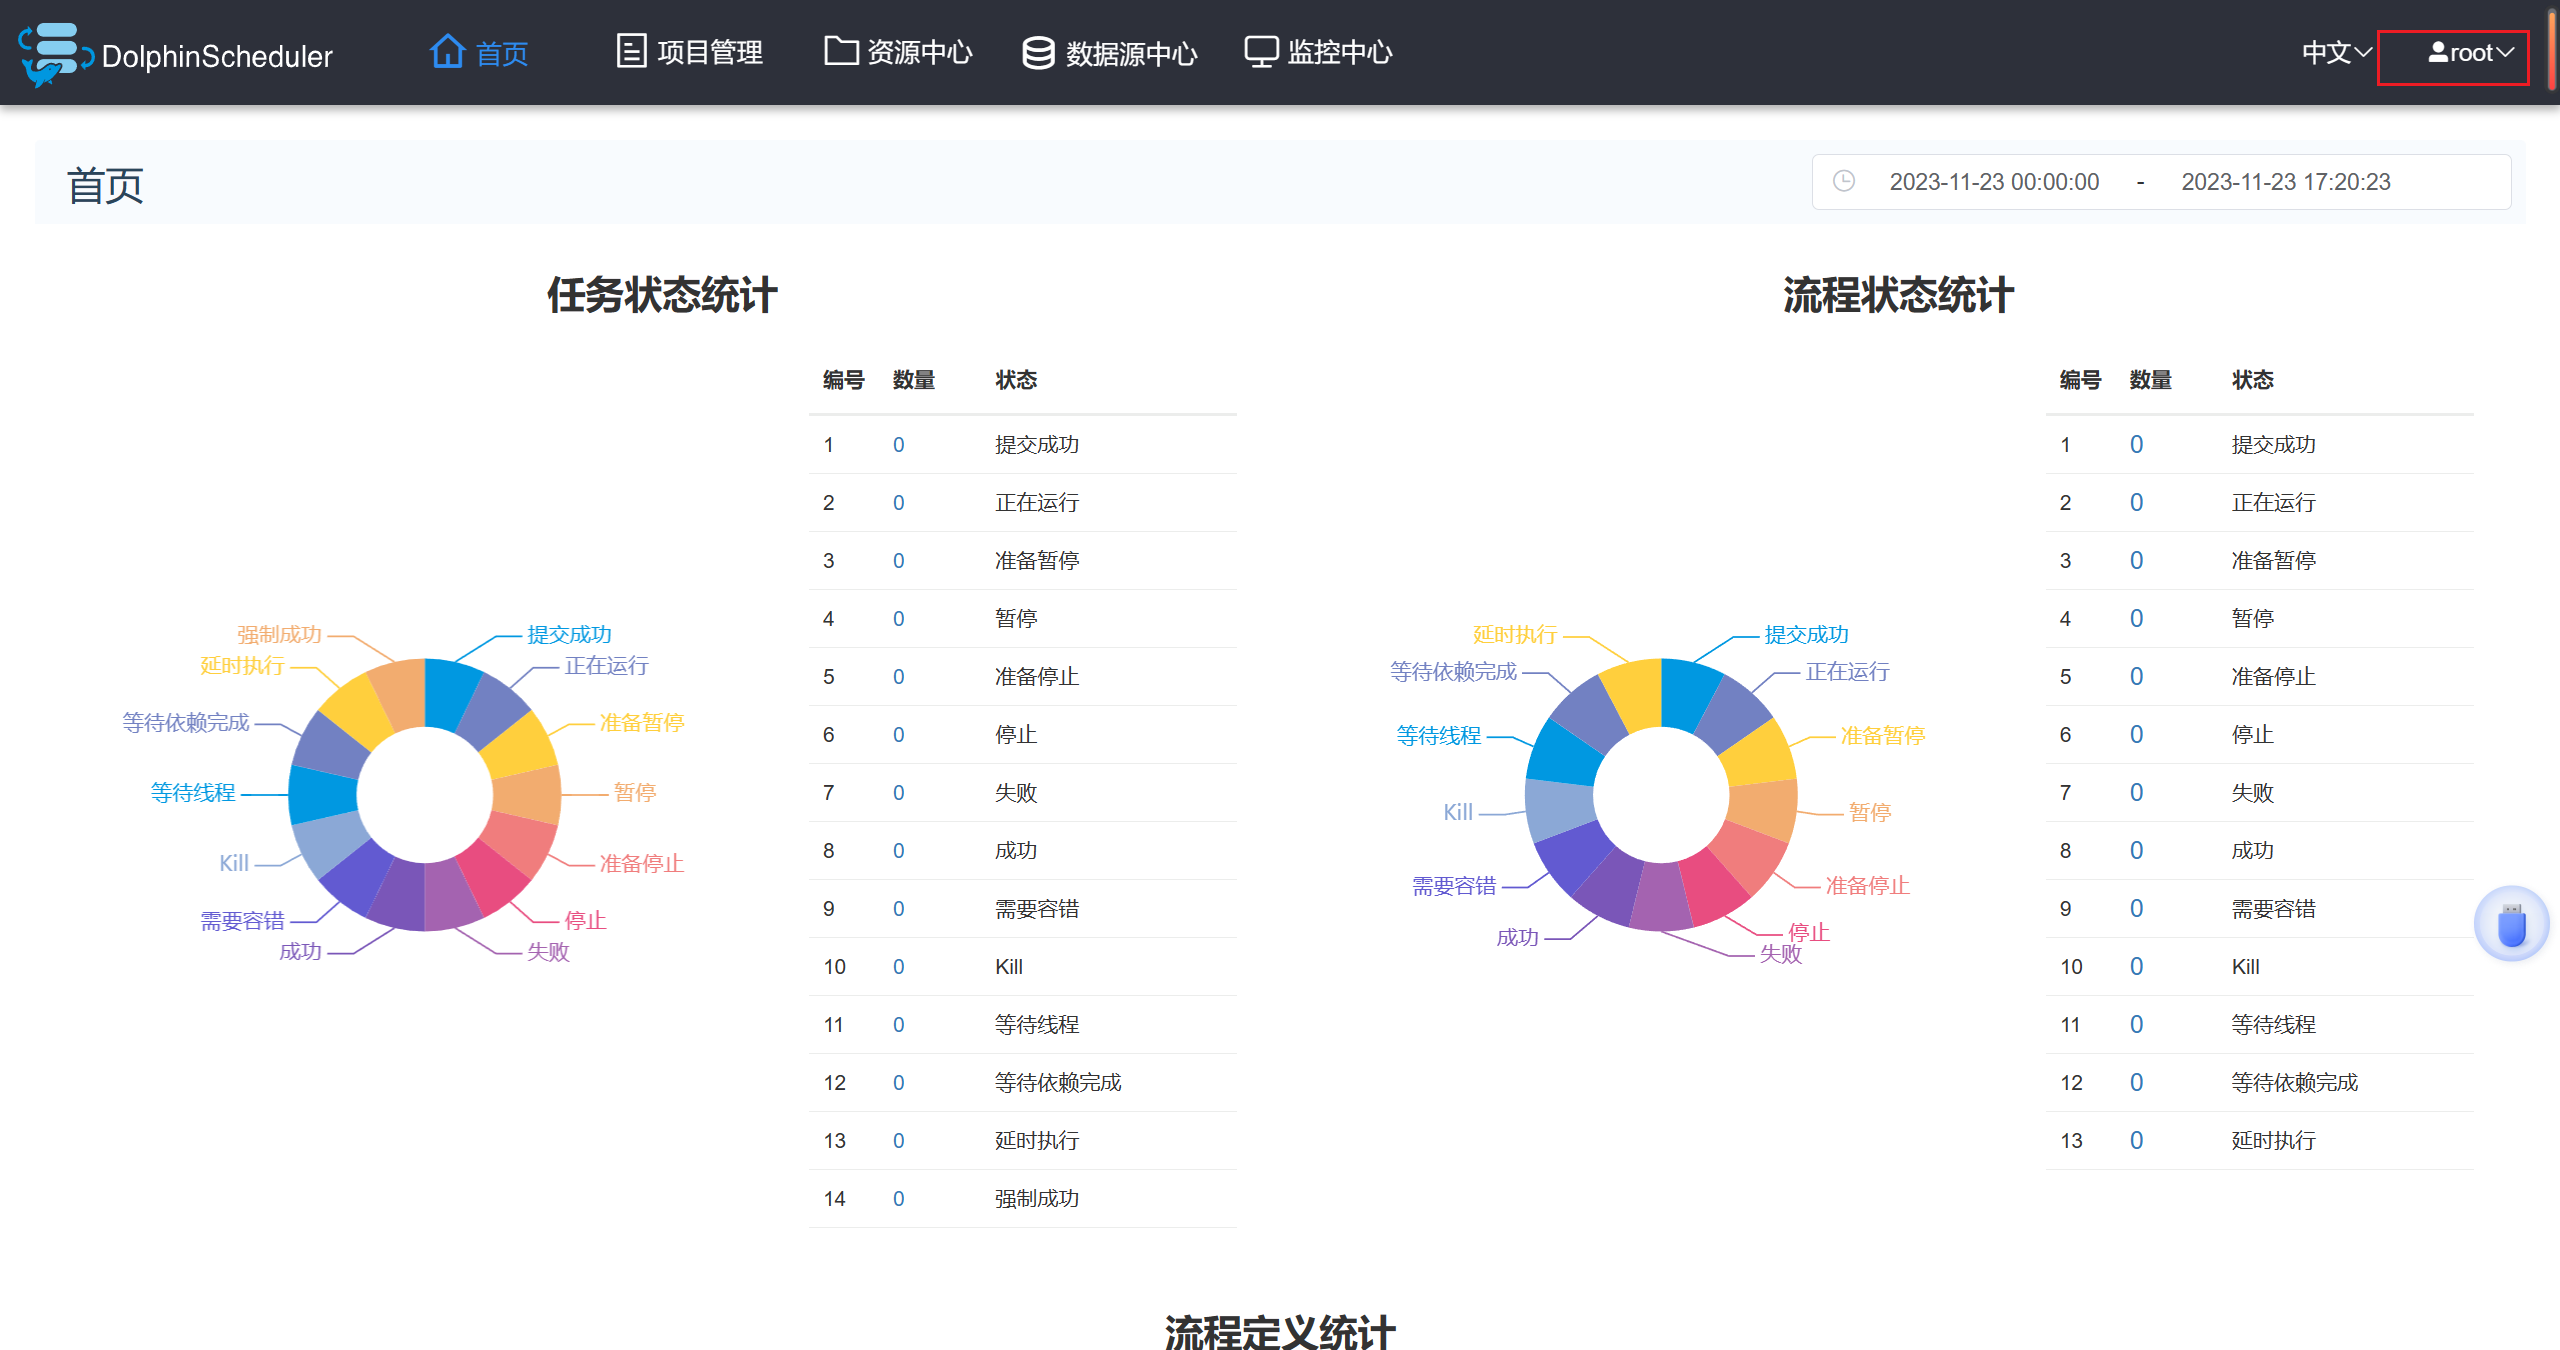 DolphinScheduler 首页 项目管理 资源中心 数据源中心 监控中心 中文 root
首页 2023-11-23 00:00:00 - 2023-11-23 17:20:23
任务状态统计
强制成功 提交成功
延时执行 正在运行
等待依赖完成 准备暂停
等待线程 暂停
Kill 准备停止
需要容错 停止
成功 失败
编号 数量 状态
1 0 提交成功
2 0 正在运行
3 0 准备暂停
4 0 暂停
5 0 准备停止
6 0 停止
7 0 失败
8 0 成功
9 0 需要容错
10 0 Kill
11 0 等待线程
12 0 等待依赖完成
13 0 延时执行
14 0 强制成功
流程状态统计
延时执行 提交成功
等待依赖完成 正在运行
等待线程 准备暂停
Kill 暂停
需要容错 准备停止
成功 停止
失败
编号 数量 状态
1 0 提交成功
2 0 正在运行
3 0 准备暂停
4 0 暂停
5 0 准备停止
6 0 停止
7 0 失败
8 0 成功
9 0 需要容错
10 0 Kill
11 0 等待线程
12 0 等待依赖完成
13 0 延时执行
流程定义统计